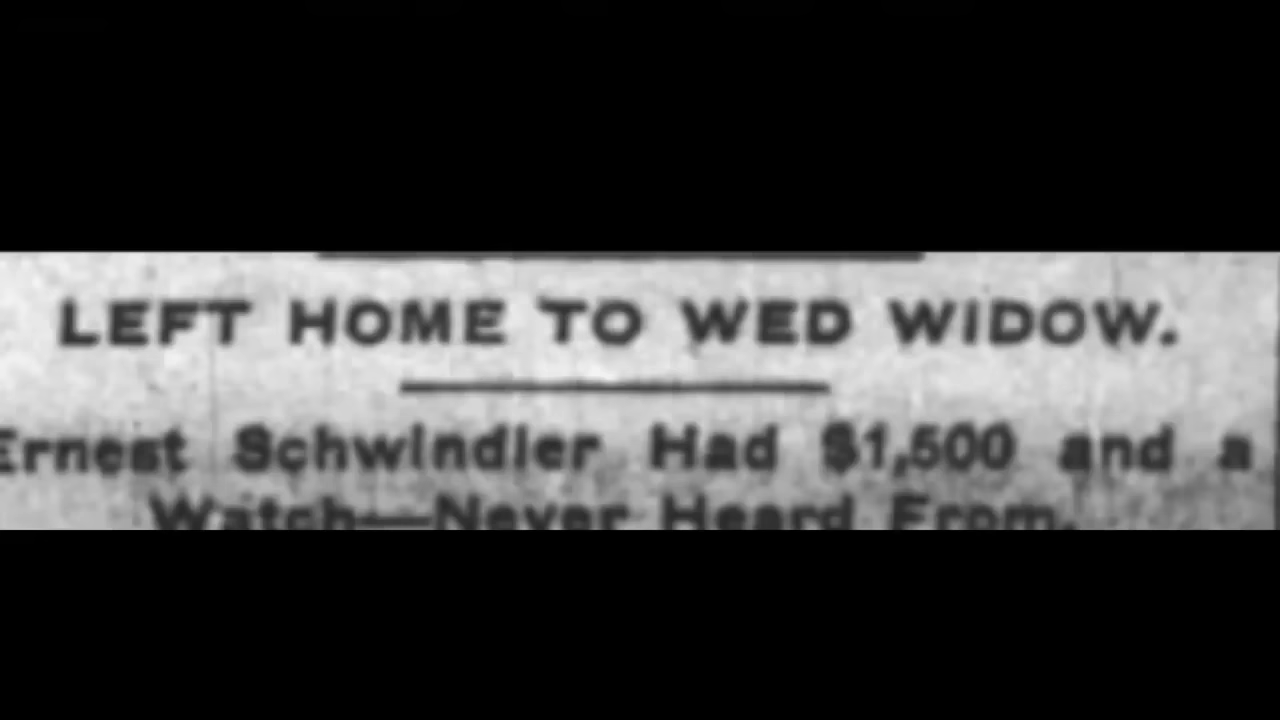 LEFT HOME TO WED WIDOW.
Ernest Schwindler Had $1,500 and a
Watch—Never Heard From.